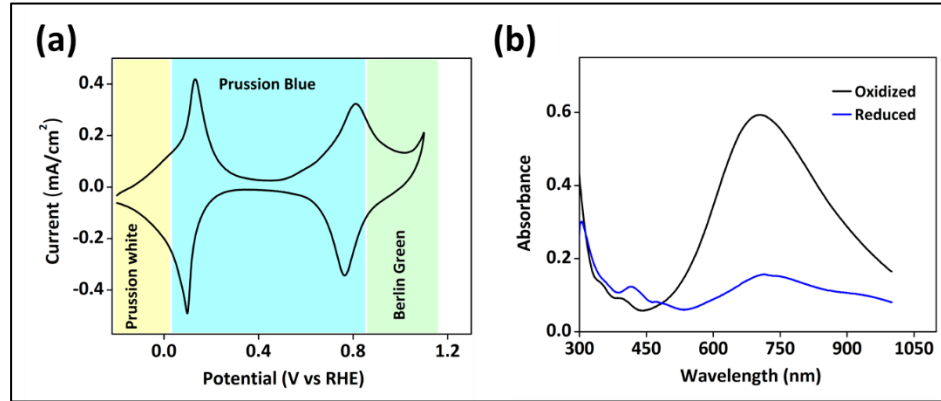 (a)
Prussion Blue
Prussion white
Berlin Green
Current (mA/cm²)
0.4
0.2
0.0
-0.2
-0.4
0.0
0.4
0.8
1.2
Potential (V vs RHE)
(b)
Oxidized
Reduced
Absorbance
0.6
0.4
0.2
0.0
300
450
600
750
900
1050
Wavelength (nm)